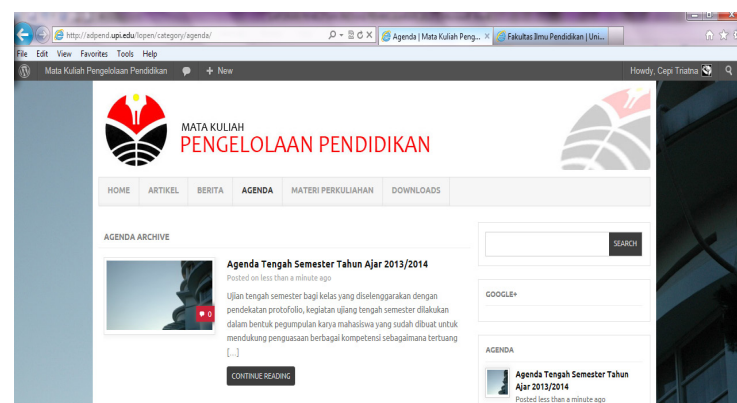 http://adpend.upi.edu/lopen/category/agenda/
Agenda | Mata Kuliah Peng...
Fakultas Ilmu Pendidikan | Uni...
File Edit View Favorites Tools Help
Mata Kuliah Pengelolaan Pendidikan + New
Howdy, Cepi Triatna
MATA KULIAH
PENGELOLAAN PENDIDIKAN
HOME ARTIKEL BERITA AGENDA MATERI PERKULIAHAN DOWNLOADS
AGENDA ARCHIVE
0
Agenda Tengah Semester Tahun Ajar 2013/2014
Posted on less than a minute ago
Ujian tengah semester bagi kelas yang diselenggarakan dengan
pendekatan protofolio, kegiatan ujiang tengah semester dilakukan
dalam bentuk pegumpulan karya mahasiswa yang sudah dibuat untuk
mendukung penguasaan berbagai kompetensi sebagaimana tertuang
[...]
CONTINUE READING
SEARCH
GOOGLE+
AGENDA
Agenda Tengah Semester Tahun
Ajar 2013/2014
Posted less than a minute ago